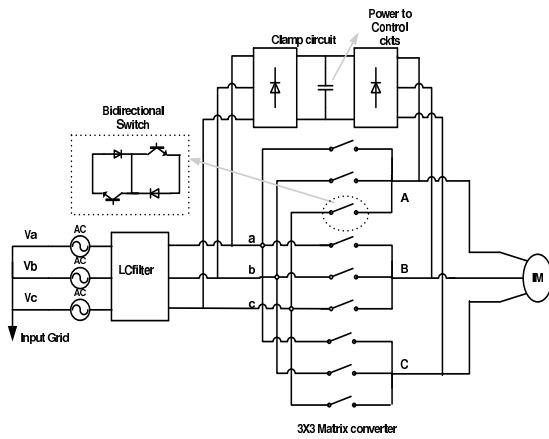 Power to
Control
ckts
Clamp circuit
Bidirectional
Switch
A
Va
AC
LCfilter
a
Vb
AC
b
B
IM
Vc
AC
c
Input Grid
C
3X3 Matrix converter